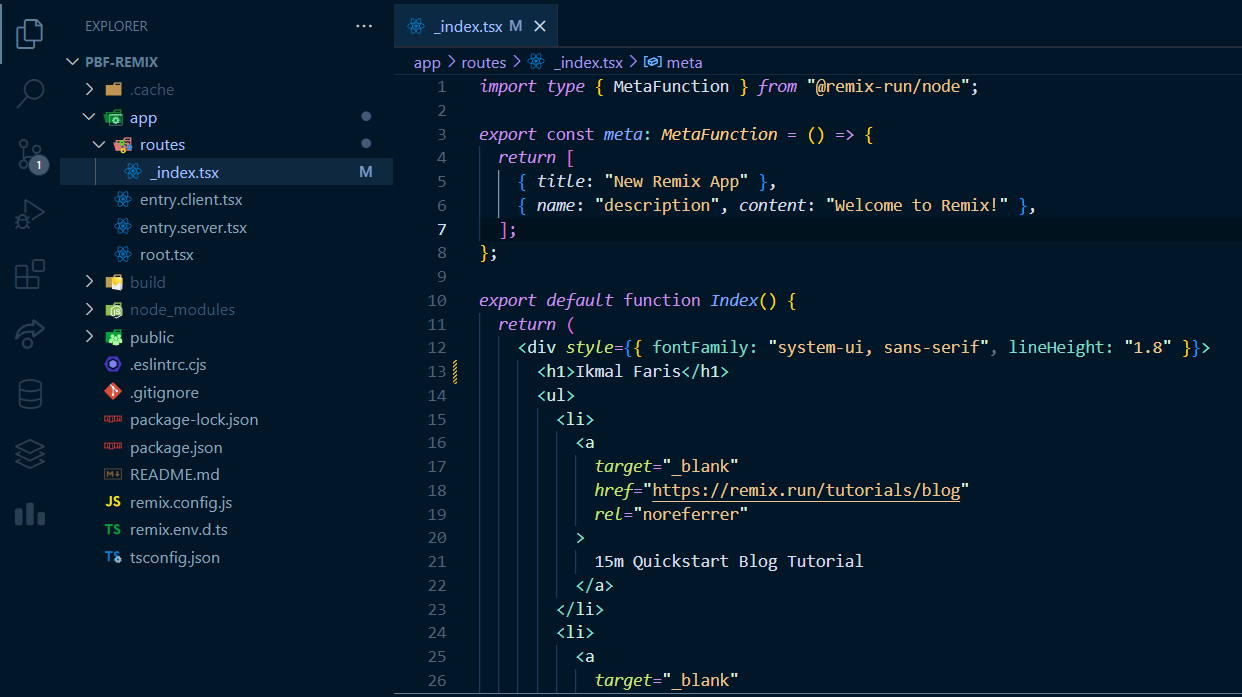 EXPLORER
PBF-REMIX
.cache
app
routes
_index.tsx M
entry.client.tsx
entry.server.tsx
root.tsx
build
node_modules
public
.eslintrc.cjs
.gitignore
package-lock.json
package.json
README.md
JS remix.config.js
TS remix.env.d.ts
TS tsconfig.json
1
_index.tsx M
app > routes > _index.tsx > meta
1 import type { MetaFunction } from "@remix-run/node";
2
3 export const meta: MetaFunction = () => {
4 return [
5 { title: "New Remix App" },
6 { name: "description", content: "Welcome to Remix!" },
7 ];
8 };
9
10 export default function Index() {
11 return (
12 <div style={{ fontFamily: "system-ui, sans-serif", lineHeight: "1.8" }}>
13 <h1>Ikmal Faris</h1>
14 <ul>
15 <li>
16 <a
17 target="_blank"
18 href="https://remix.run/tutorials/blog"
19 rel="noreferrer"
20 >
21 15m Quickstart Blog Tutorial
22 </a>
23 </li>
24 <li>
25 <a
26 target="_blank"